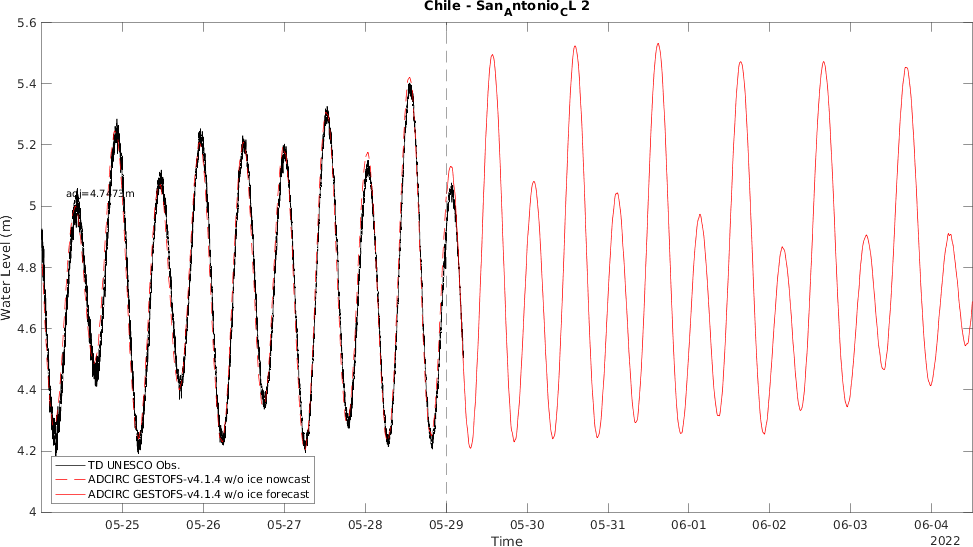 Chile - SanAntonioCL 2
5.6
5.4
5.2
5
4.8
4.6
4.4
4.2
4
Water Level (m)
adj=4.7473m
TD UNESCO Obs.
ADCIRC GESTOFS-v4.1.4 w/o ice nowcast
ADCIRC GESTOFS-v4.1.4 w/o ice forecast
05-25 05-26 05-27 05-28 05-29 05-30 05-31 06-01 06-02 06-03 06-04
Time
2022